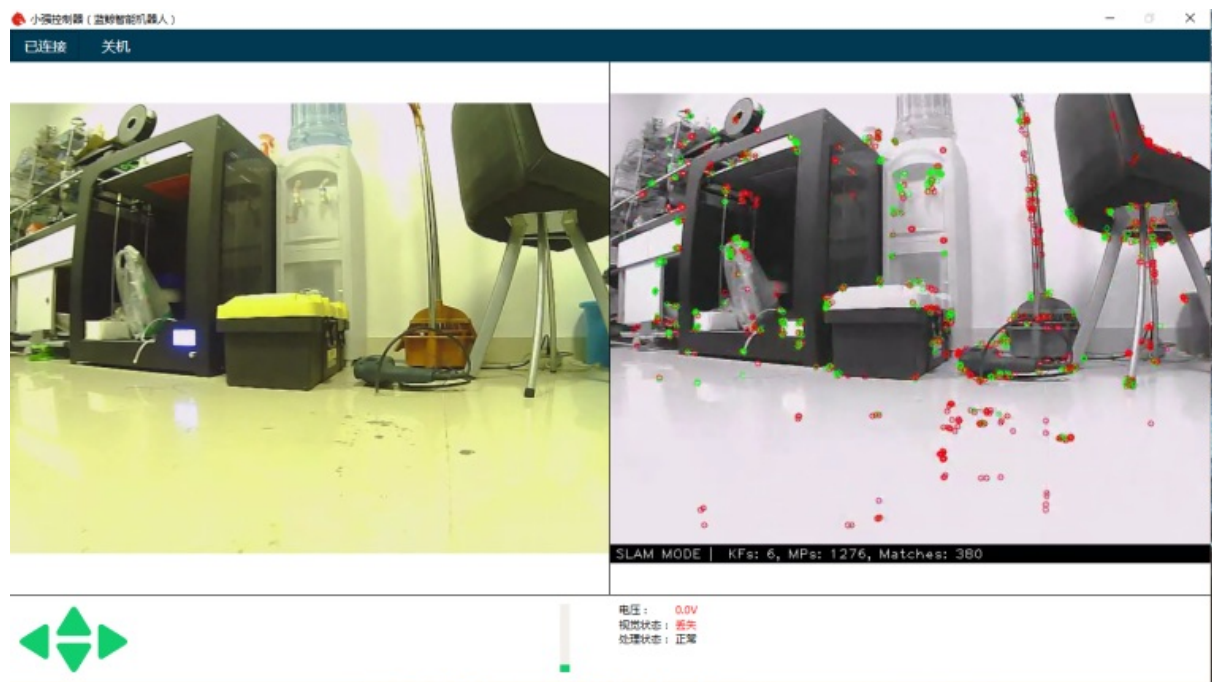 小强控制器(蓝鲸智能机器人)
已连接 关机
SLAM MODE | KFs: 6, MPs: 1276, Matches: 380
电压: 0.0V
视觉状态: 丢失
处理状态: 正常